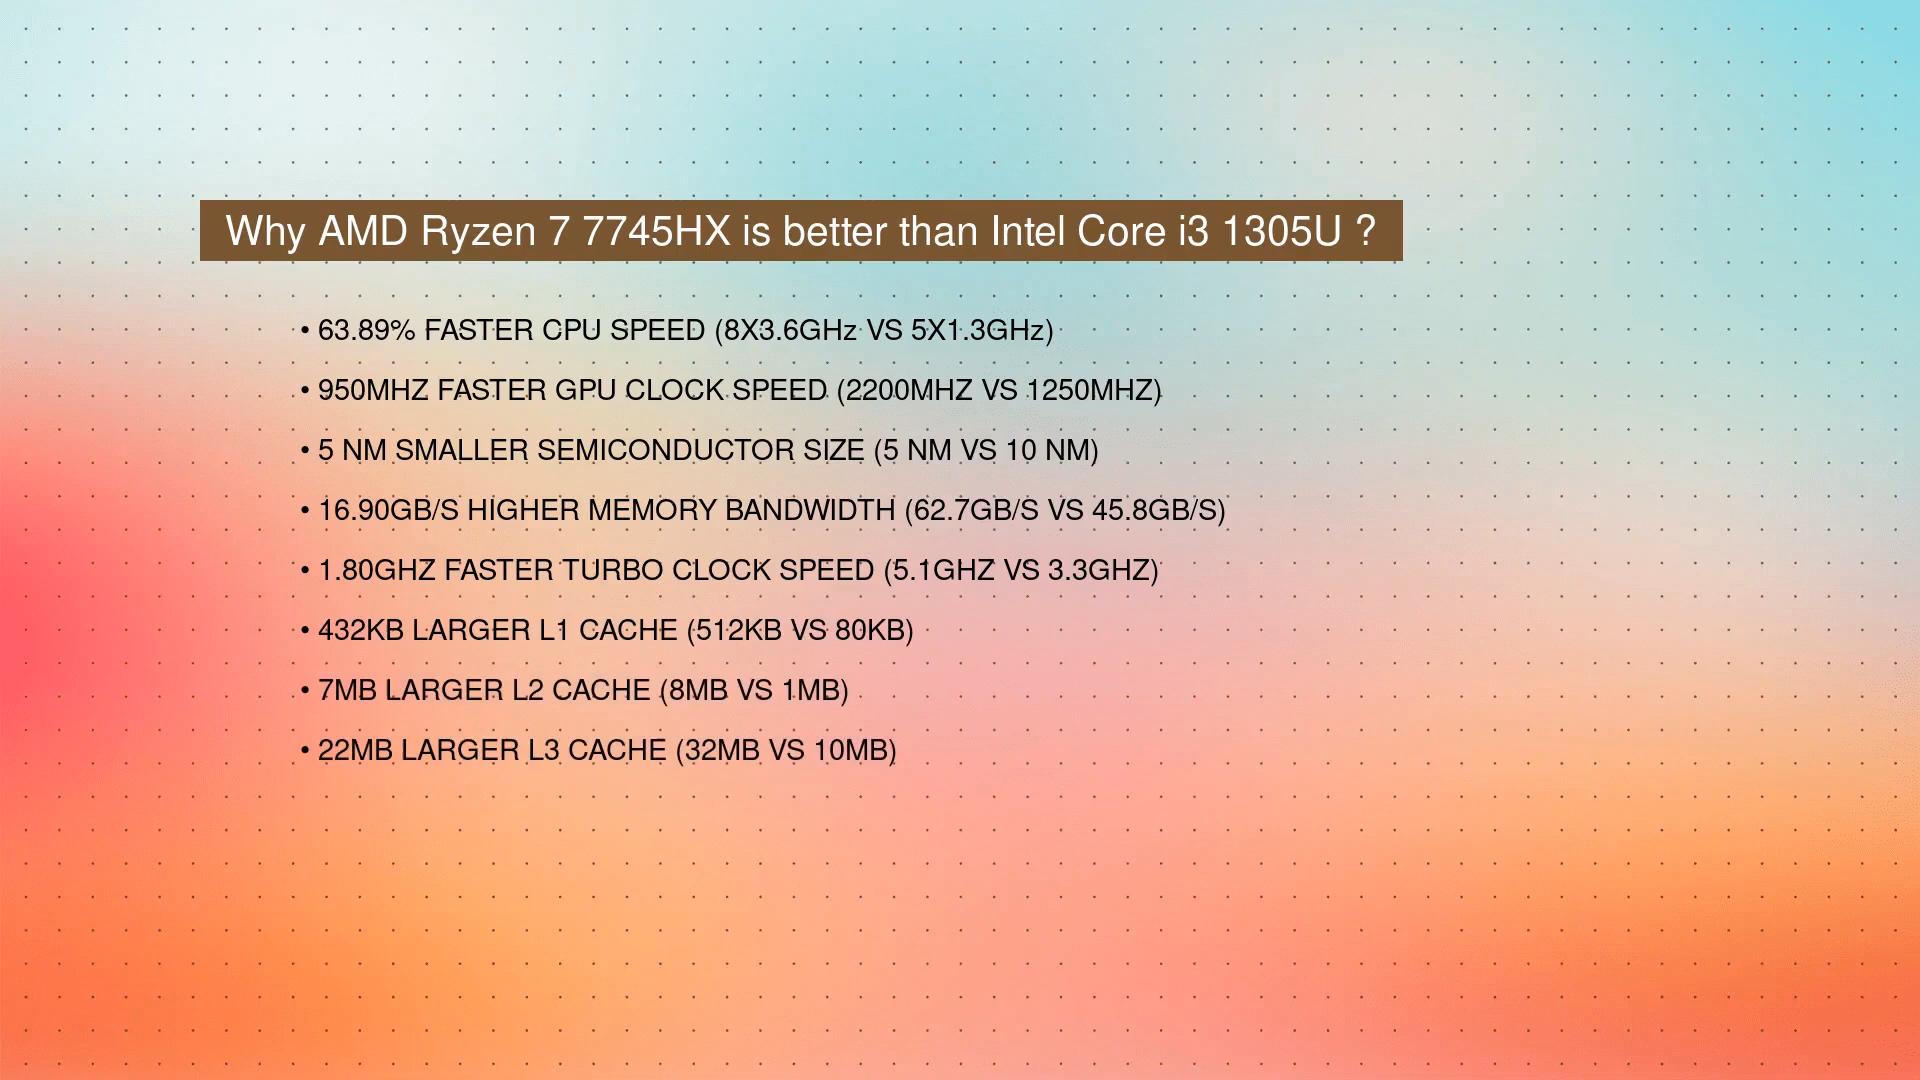 Why AMD Ryzen 7 7745HX is better than Intel Core i3 1305U ?
• 63.89% FASTER CPU SPEED (8X3.6GHz VS 5X1.3GHz)
• 950MHZ FASTER GPU CLOCK SPEED (2200MHZ VS 1250MHZ)
• 5 NM SMALLER SEMICONDUCTOR SIZE (5 NM VS 10 NM)
• 16.90GB/S HIGHER MEMORY BANDWIDTH (62.7GB/S VS 45.8GB/S)
• 1.80GHZ FASTER TURBO CLOCK SPEED (5.1GHZ VS 3.3GHZ)
• 432KB LARGER L1 CACHE (512KB VS 80KB)
• 7MB LARGER L2 CACHE (8MB VS 1MB)
• 22MB LARGER L3 CACHE (32MB VS 10MB)